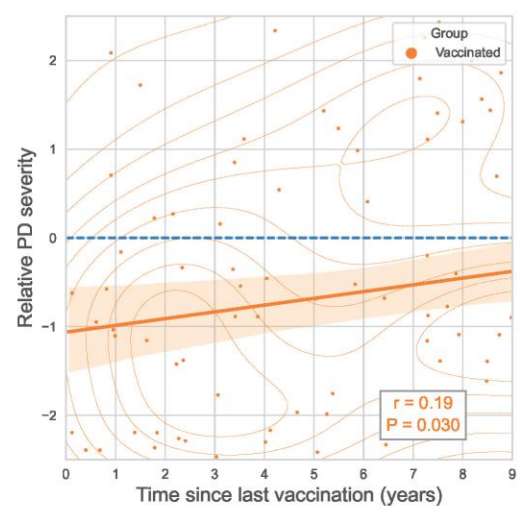 Group
Vaccinated
2
1
0
−1
−2
Relative PD severity
r = 0.19
P = 0.030
0 1 2 3 4 5 6 7 8 9
Time since last vaccination (years)